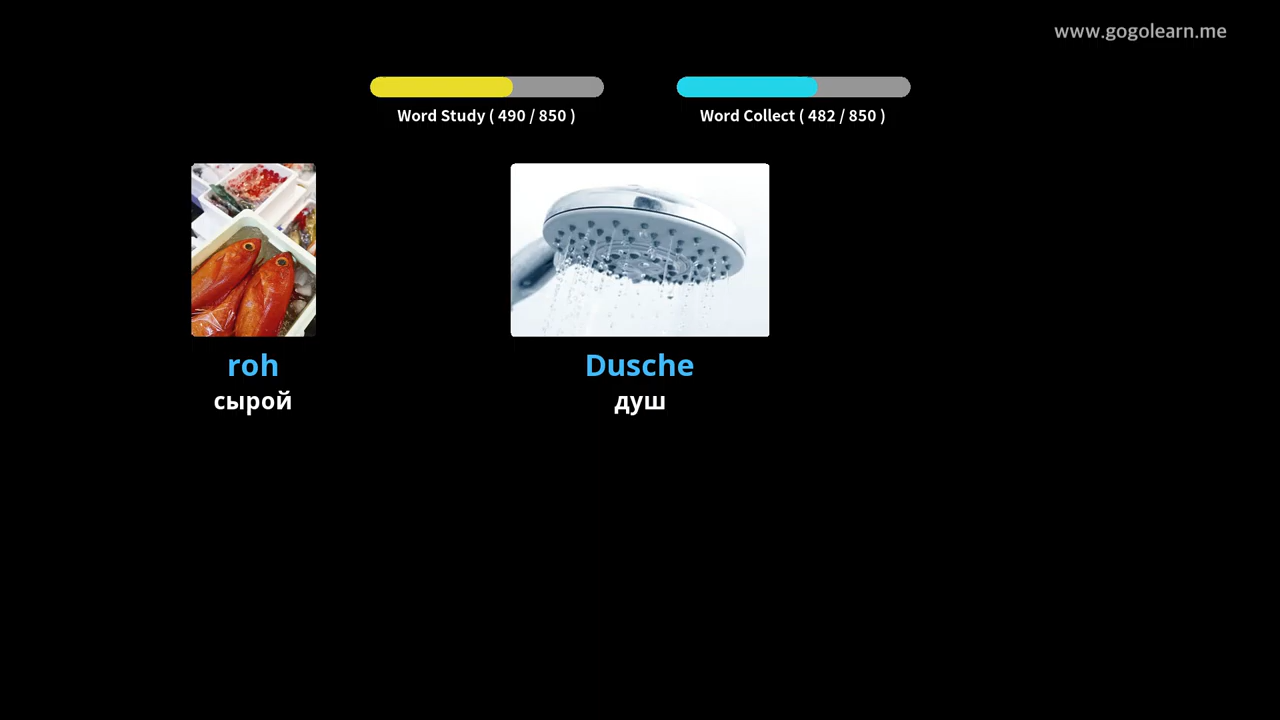 www.gogolearn.me
Word Study ( 490 / 850 )
Word Collect ( 482 / 850 )
roh
сырой
Dusche
душ